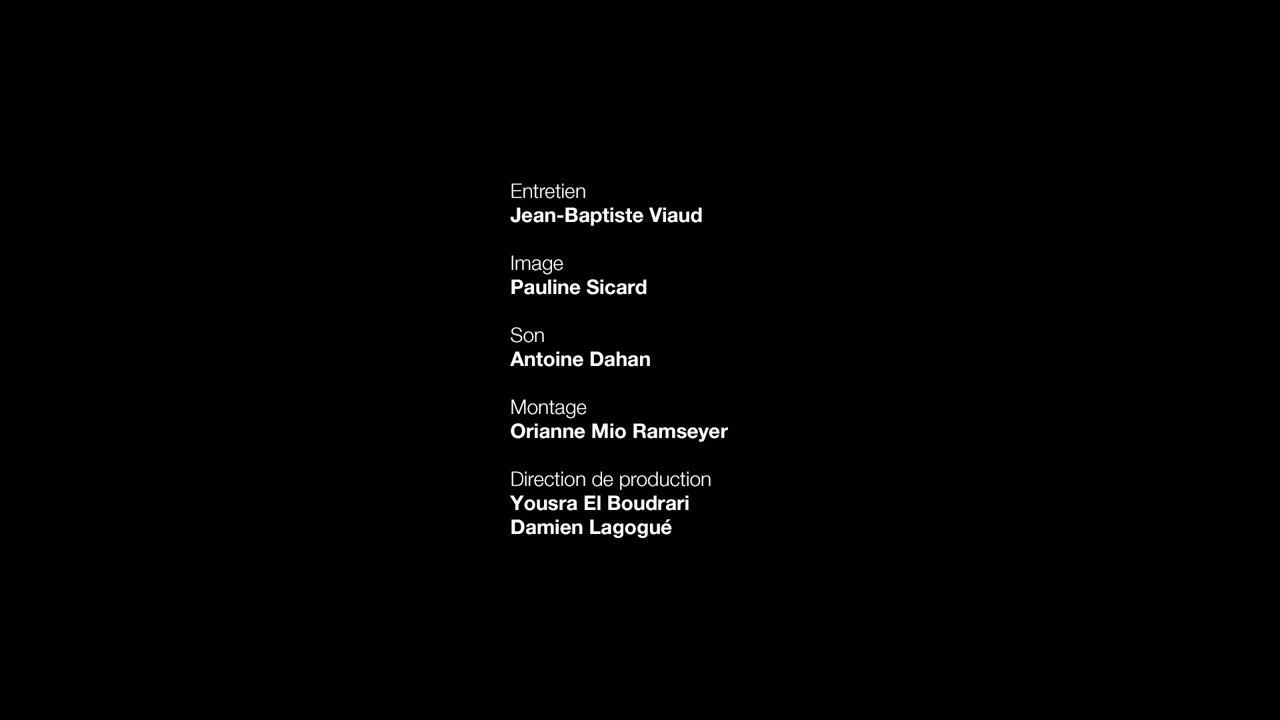 Entretien
Jean-Baptiste Viaud
Image
Pauline Sicard
Son
Antoine Dahan
Montage
Orianne Mio Ramseyer
Direction de production
Yousra El Boudrari
Damien Lagogué